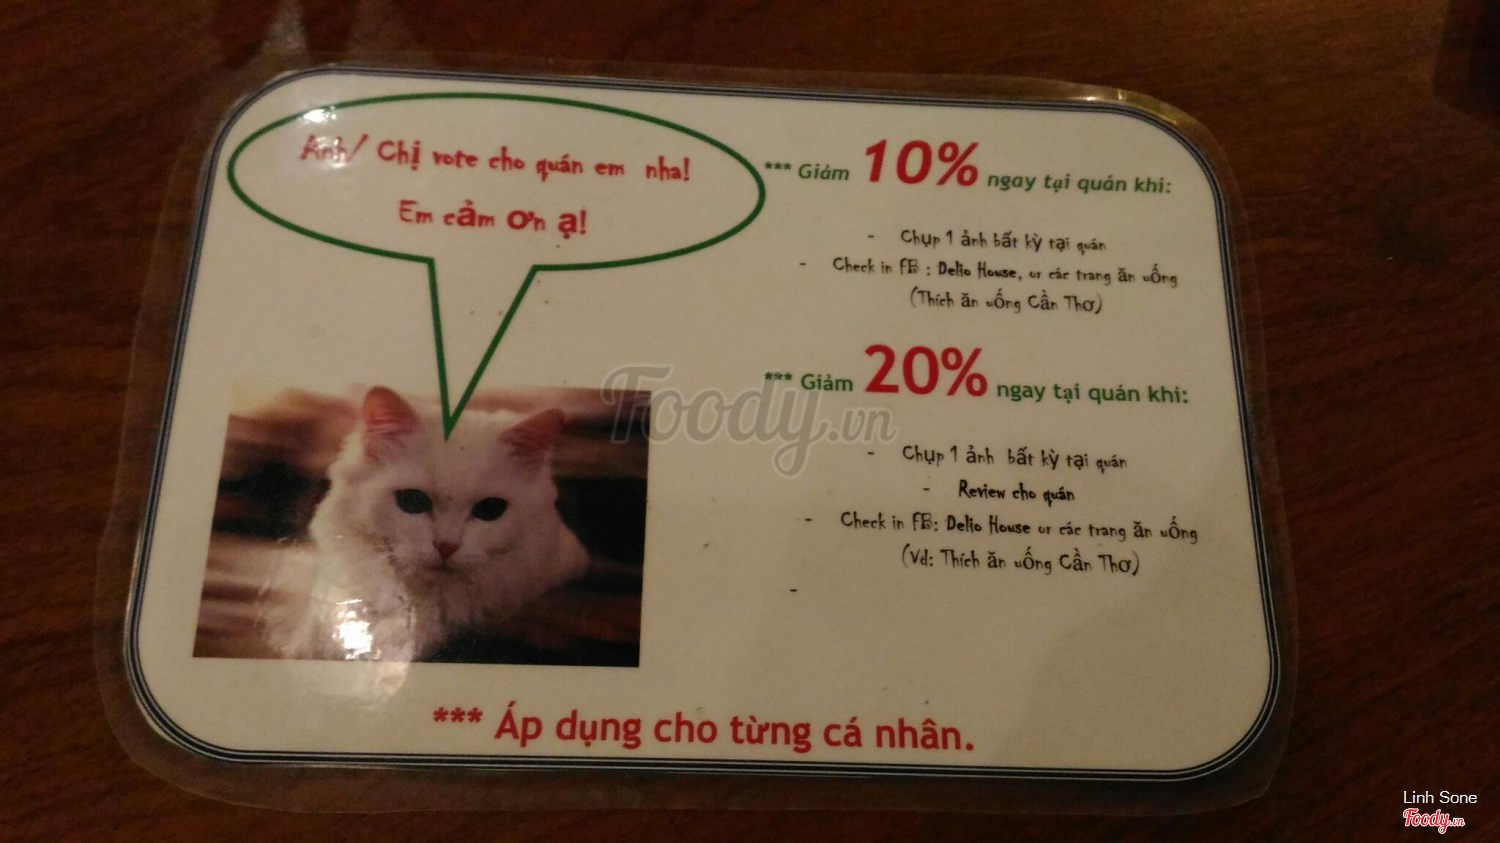 Anh/ Chị vote cho quán em nha!
Em cảm ơn ạ!
*** Giảm 10% ngay tại quán khi:
- Chụp 1 ảnh bất kỳ tại quán
- Check in FB : Delio House, or các trang ăn uống
(Thích ăn uống Cần Thơ)
*** Giảm 20% ngay tại quán khi:
- Chụp 1 ảnh bất kỳ tại quán
- Review cho quán
- Check in FB: Delio House or các trang ăn uống
(Vd: Thích ăn uống Cần Thơ)
-
*** Áp dụng cho từng cá nhân.
Foody.vn
Linh Sone
Foody.vn